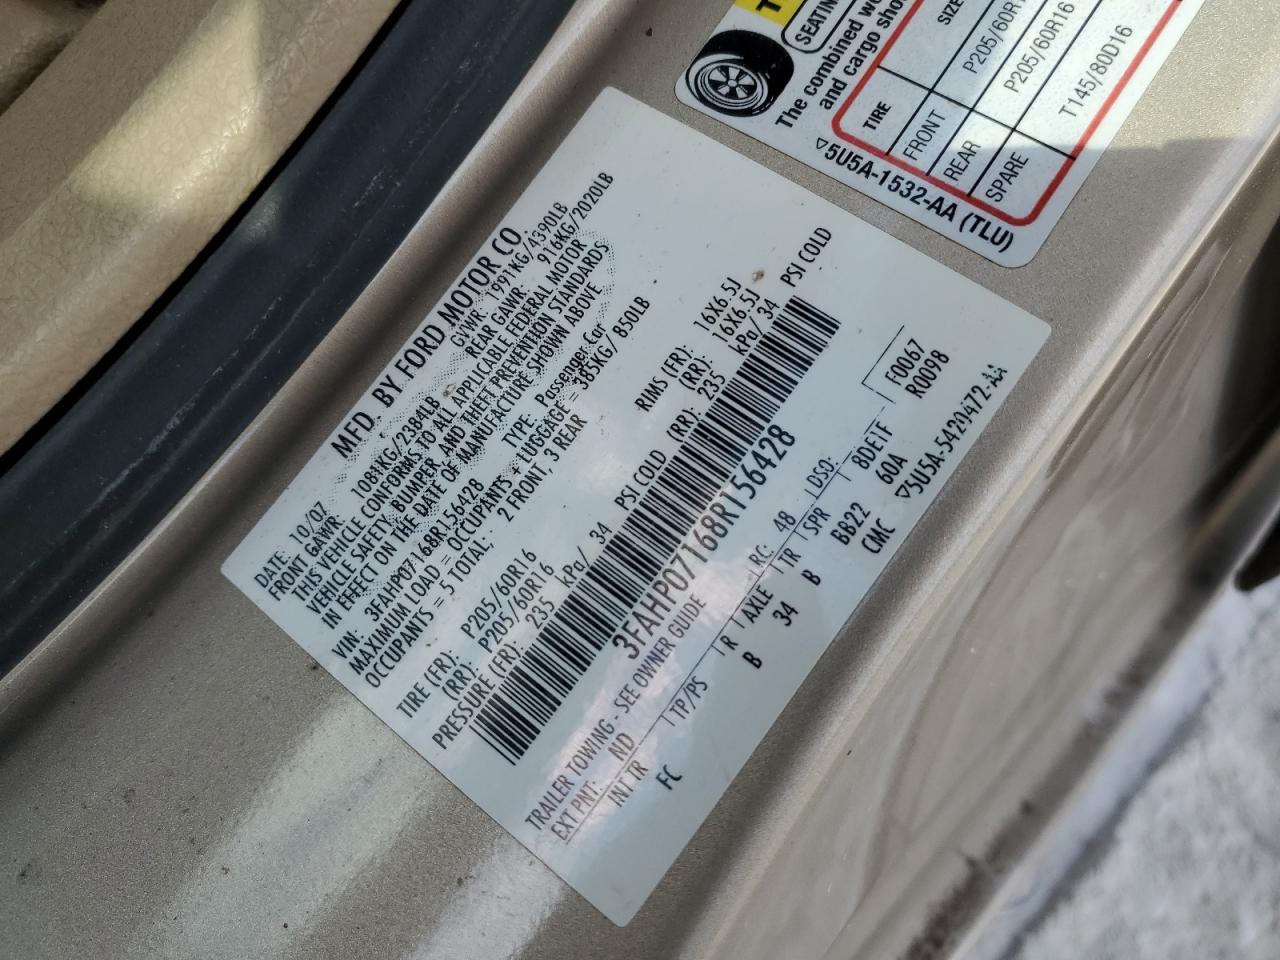 MFD. BY FORD MOTOR CO.
DATE: 10/07 GVWR: 1991KG/4390LB
FRONT GAWR: 1081KG/2384LB REAR GAWR: 916KG/2020LB
THIS VEHICLE CONFORMS TO ALL APPLICABLE FEDERAL MOTOR
VEHICLE SAFETY, BUMPER, AND THEFT PREVENTION STANDARDS
IN EFFECT ON THE DATE OF MANUFACTURE SHOWN ABOVE
VIN: 3FAHP07168R156428 TYPE: Passenger Car
MAXIMUM LOAD = OCCUPANTS + LUGGAGE = 385KG/ 850LB
OCCUPANTS = 5 TOTAL: 2 FRONT, 3 REAR
TIRE (FR): P205/60R16 RIMS (FR): 16X6.5J
(RR): P205/60R16 (RR): 16X6.5J
PRESSURE (FR): 235 kPa/ 34 PSI COLD (RR): 235 kPa/ 34 PSI COLD
3FAHP07168R156428
TRAILER TOWING - SEE OWNER GUIDE
EXT PNT: ND RC: 48 DSO: F0067
INT TR TP/PS R AXLE TR SPR 8DETF R0098
FC B 34 B BB22 60A
CMC ▽5U5A-5420472-AA
SEATING
The combined
and cargo
TIRE SIZE
FRONT P205/60R
REAR P205/60R16
SPARE T145/80D16
▽5U5A-1532-AA (TLU)